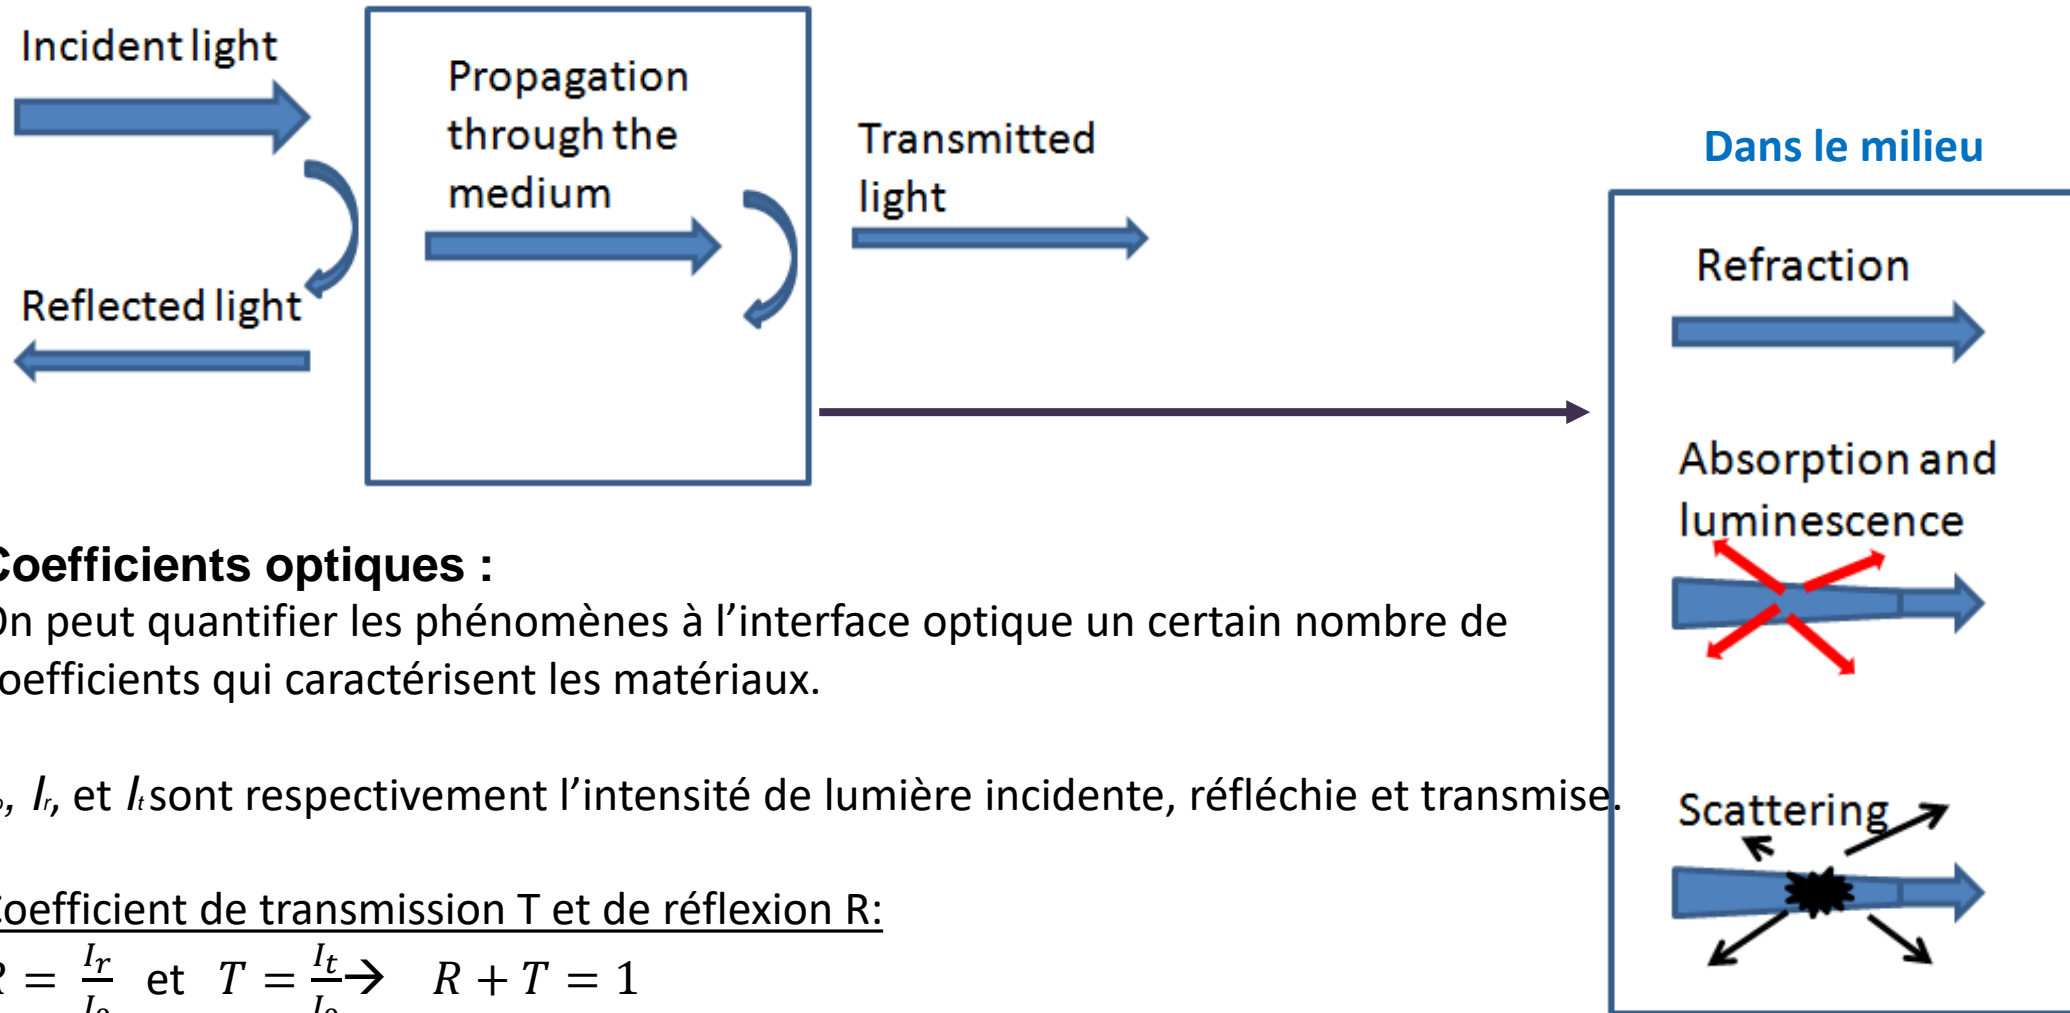 Incident light
Propagation
through the
medium
Transmitted
light
Reflected light
Dans le milieu
Refraction
Absorption and
luminescence
Scattering
Coefficients optiques :
On peut quantifier les phénomènes à l’interface optique un certain nombre de
coefficients qui caractérisent les matériaux.
, Ir, et It sont respectivement l’intensité de lumière incidente, réfléchie et transmise.
Coefficient de transmission T et de réflexion R:
R = Ir/I0 et T = It/I0 → R + T = 1